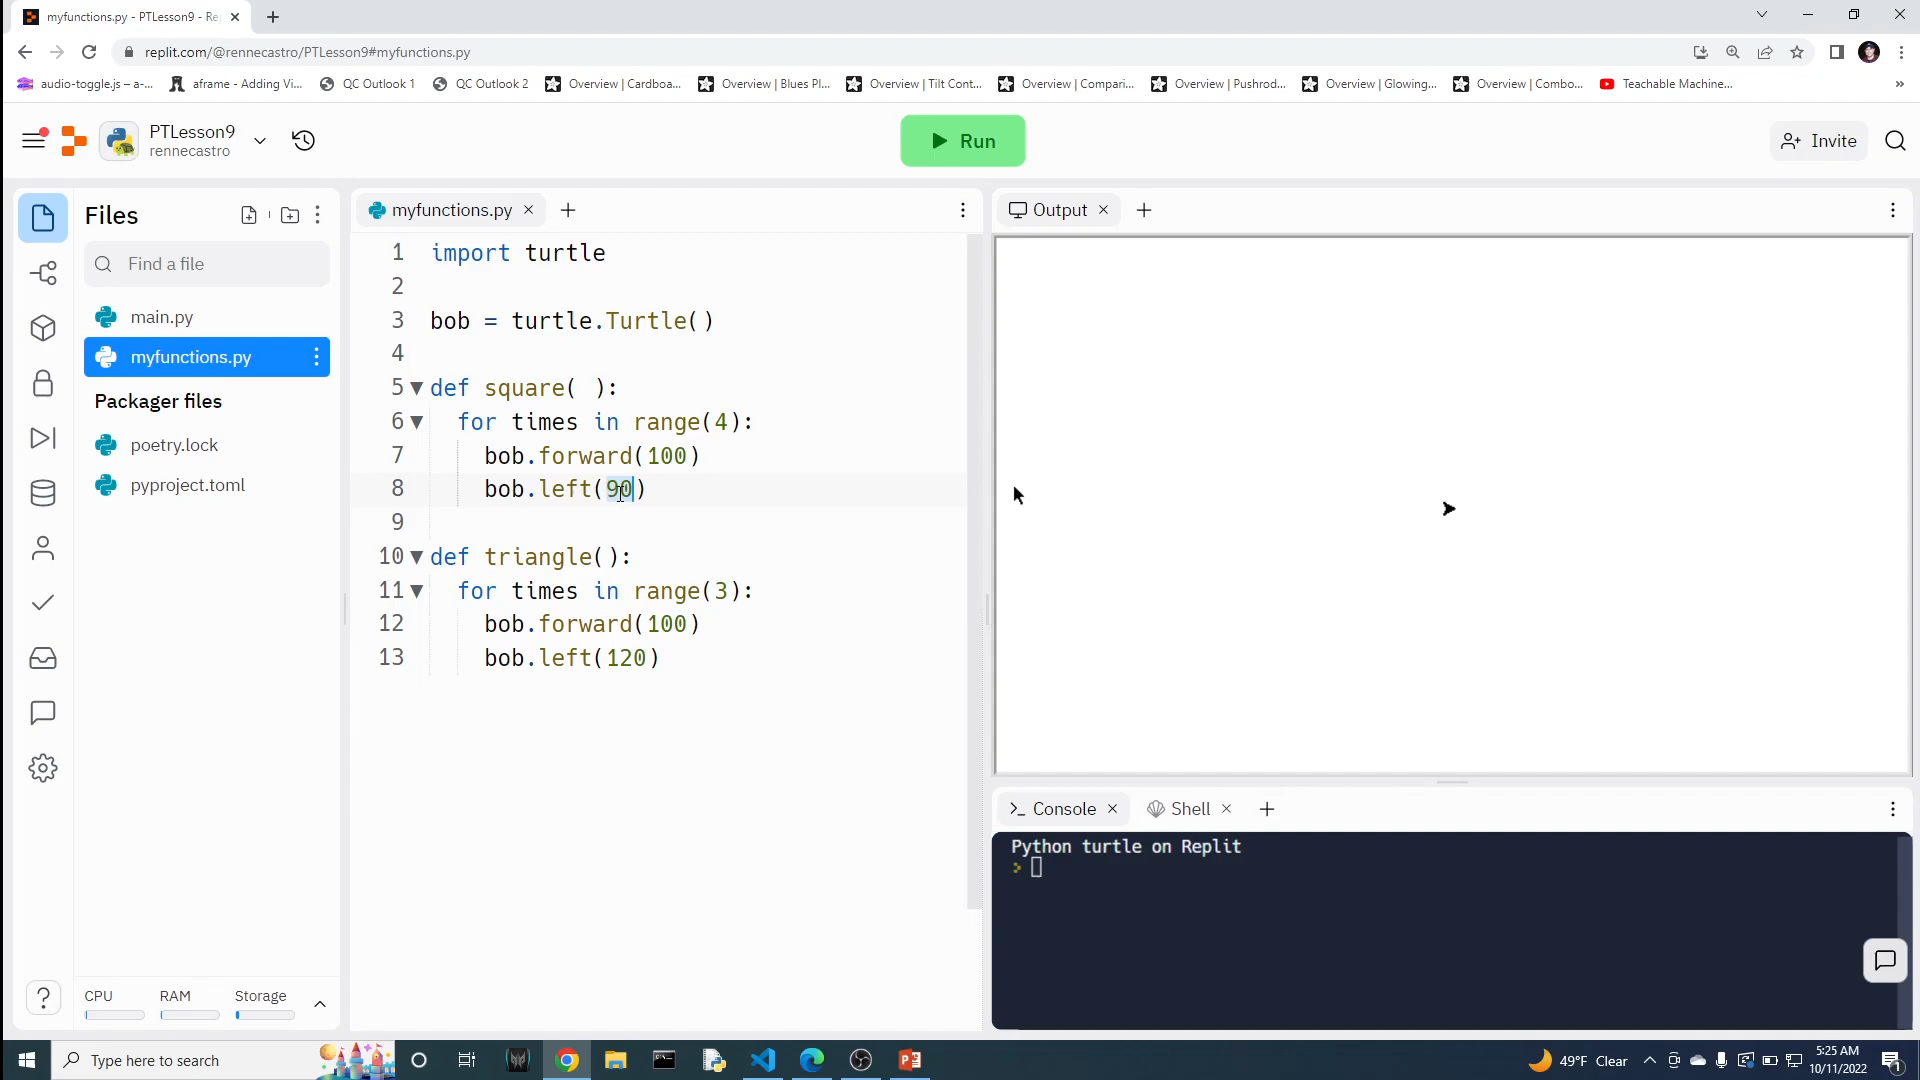 myfunctions.py - PTLesson9 - Re
replit.com/@rennecastro/PTLesson9#myfunctions.py
audio-toggle.js – a-...
aframe - Adding Vi...
QC Outlook 1
QC Outlook 2
Overview | Cardboa...
Overview | Blues Pl...
Overview | Tilt Cont...
Overview | Compari...
Overview | Pushrod...
Overview | Glowing...
Overview | Combo...
Teachable Machine...
»
PTLesson9
rennecastro
Run
Invite
Files
Find a file
main.py
myfunctions.py
Packager files
poetry.lock
pyproject.toml
CPU
RAM
Storage
?
myfunctions.py
1 import turtle
2
3 bob = turtle.Turtle()
4
5 def square( ):
6 for times in range(4):
7 bob.forward(100)
8 bob.left(90)
9
10 def triangle():
11 for times in range(3):
12 bob.forward(100)
13 bob.left(120)
Output
Console
Shell
Python turtle on Replit
>
Type here to search
49°F Clear
5:25 AM
10/11/2022
1